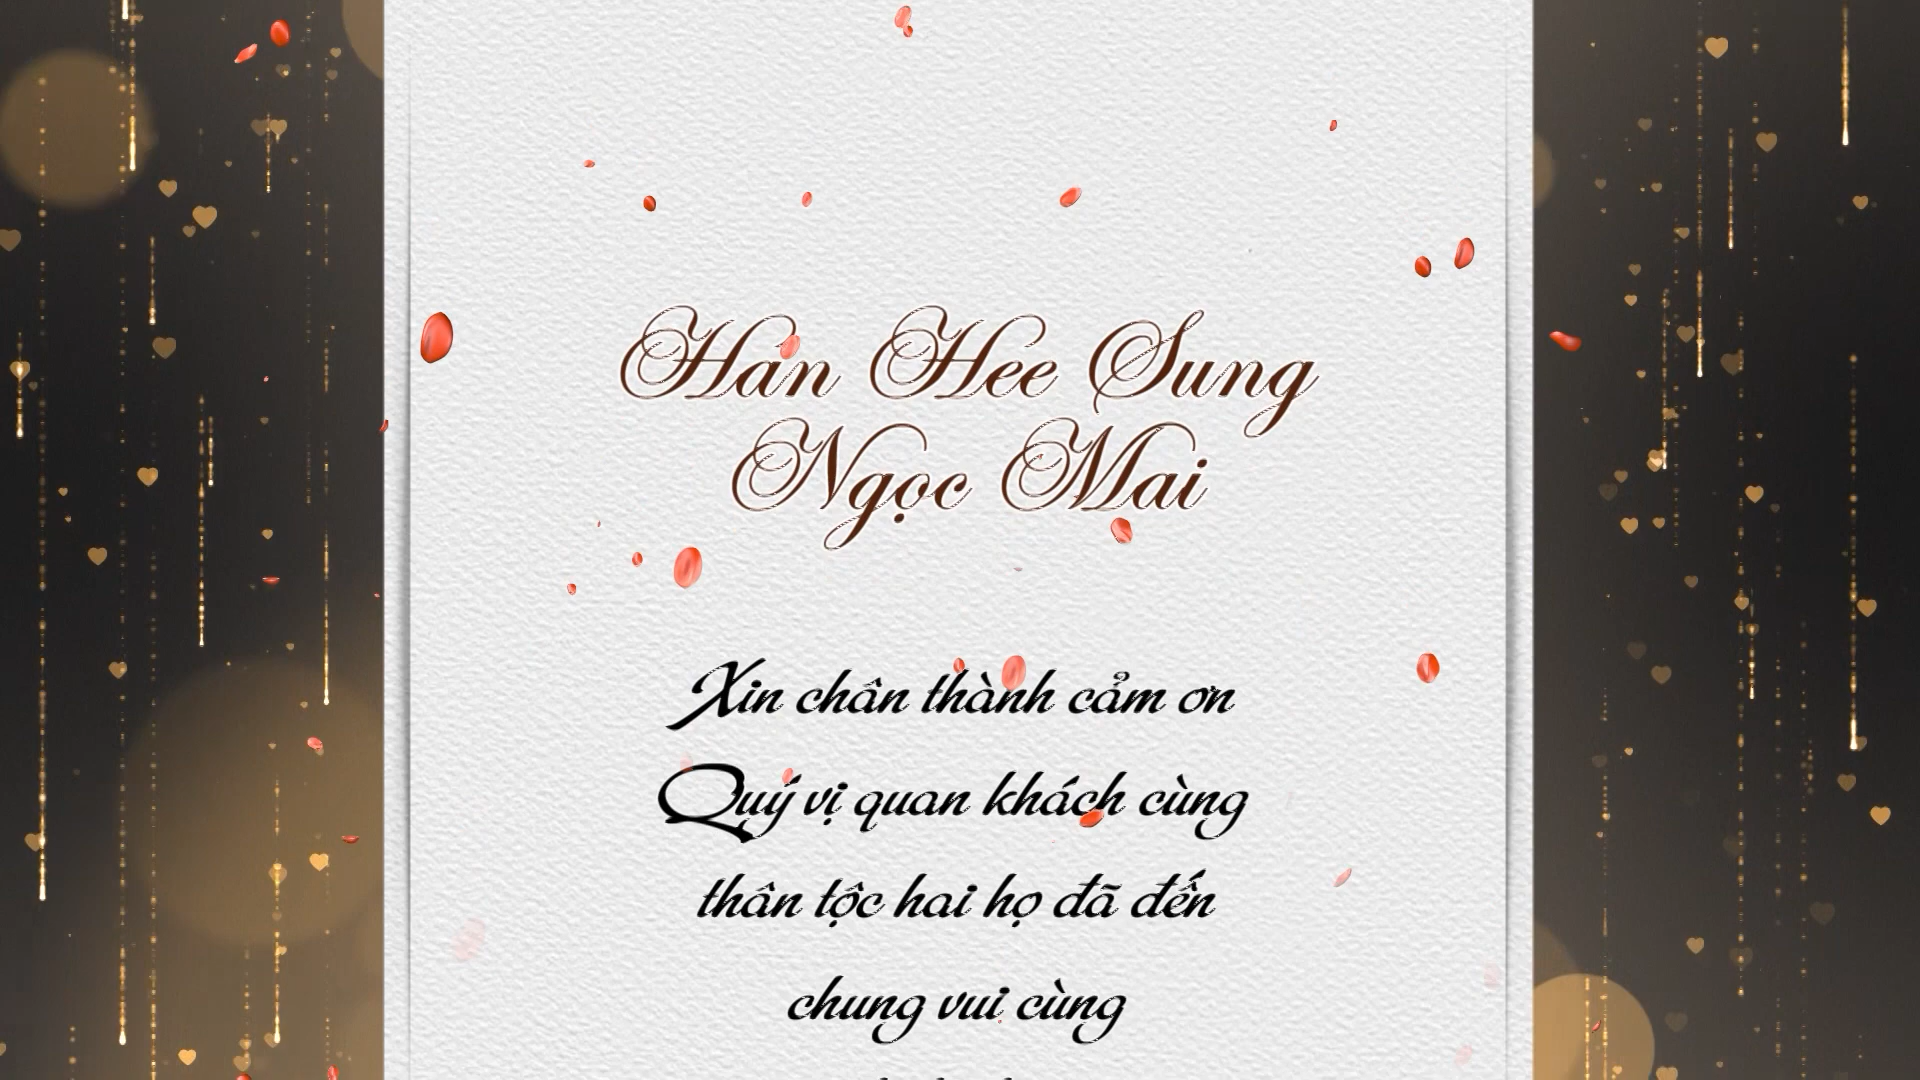 Han Hee Sung
Ngọc Mai
Xin chân thành cảm ơn
Quý vị quan khách cùng
thân tộc hai họ đã đến
chung vui cùng